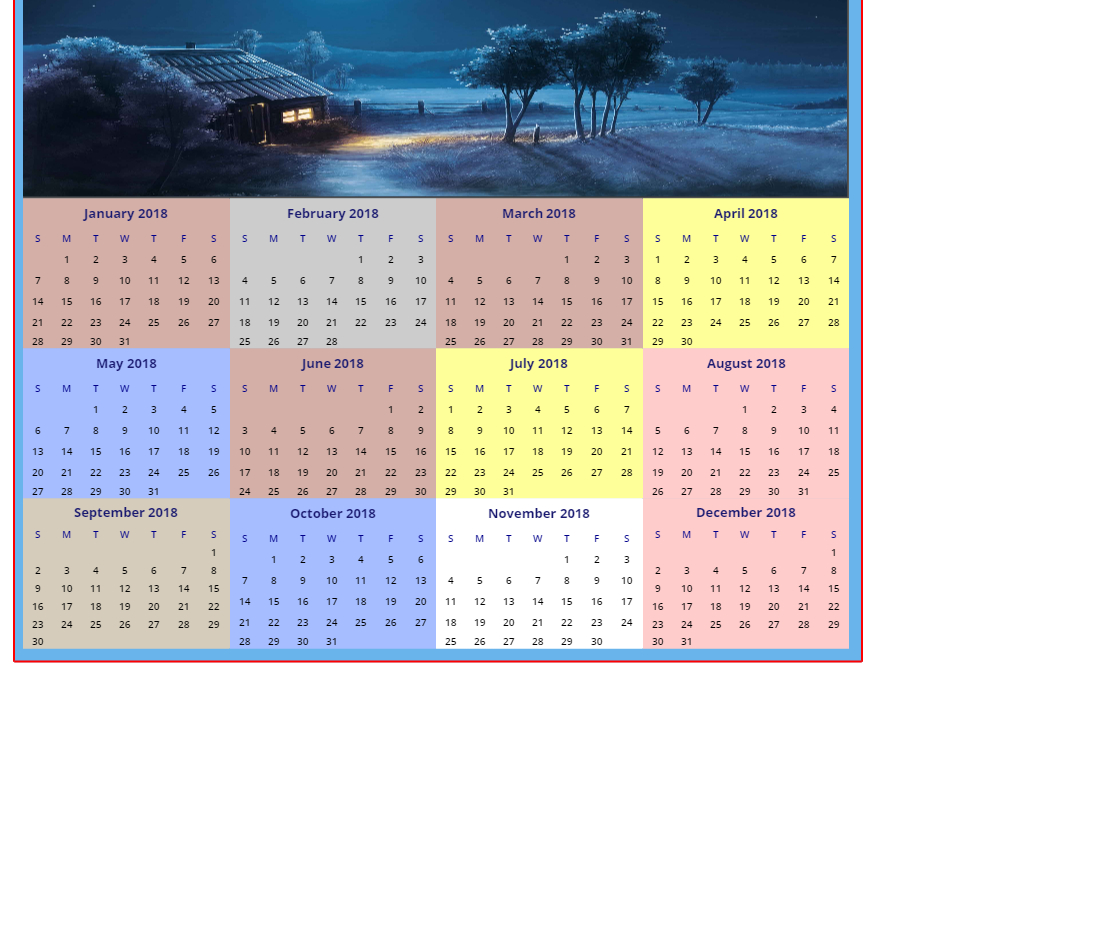 January 2018
S M T W T F S
1 2 3 4 5 6
7 8 9 10 11 12 13
14 15 16 17 18 19 20
21 22 23 24 25 26 27
28 29 30 31
February 2018
S M T W T F S
1 2 3
4 5 6 7 8 9 10
11 12 13 14 15 16 17
18 19 20 21 22 23 24
25 26 27 28
March 2018
S M T W T F S
1 2 3
4 5 6 7 8 9 10
11 12 13 14 15 16 17
18 19 20 21 22 23 24
25 26 27 28 29 30 31
April 2018
S M T W T F S
1 2 3 4 5 6 7
8 9 10 11 12 13 14
15 16 17 18 19 20 21
22 23 24 25 26 27 28
29 30
May 2018
S M T W T F S
1 2 3 4 5
6 7 8 9 10 11 12
13 14 15 16 17 18 19
20 21 22 23 24 25 26
27 28 29 30 31
June 2018
S M T W T F S
1 2
3 4 5 6 7 8 9
10 11 12 13 14 15 16
17 18 19 20 21 22 23
24 25 26 27 28 29 30
July 2018
S M T W T F S
1 2 3 4 5 6 7
8 9 10 11 12 13 14
15 16 17 18 19 20 21
22 23 24 25 26 27 28
29 30 31
August 2018
S M T W T F S
1 2 3 4
5 6 7 8 9 10 11
12 13 14 15 16 17 18
19 20 21 22 23 24 25
26 27 28 29 30 31
September 2018
S M T W T F S
1
2 3 4 5 6 7 8
9 10 11 12 13 14 15
16 17 18 19 20 21 22
23 24 25 26 27 28 29
30
October 2018
S M T W T F S
1 2 3 4 5 6
7 8 9 10 11 12 13
14 15 16 17 18 19 20
21 22 23 24 25 26 27
28 29 30 31
November 2018
S M T W T F S
1 2 3
4 5 6 7 8 9 10
11 12 13 14 15 16 17
18 19 20 21 22 23 24
25 26 27 28 29 30
December 2018
S M T W T F S
1
2 3 4 5 6 7 8
9 10 11 12 13 14 15
16 17 18 19 20 21 22
23 24 25 26 27 28 29
30 31